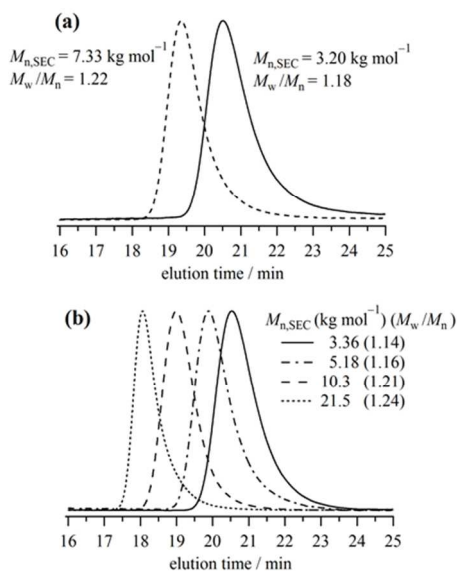 (a)
Mn,SEC = 7.33 kg mol−1
Mw/Mn = 1.22
Mn,SEC = 3.20 kg mol−1
Mw/Mn = 1.18
16 17 18 19 20 21 22 23 24 25
elution time / min
(b)
Mn,SEC (kg mol−1) (Mw/Mn)
3.36 (1.14)
5.18 (1.16)
10.3 (1.21)
21.5 (1.24)
16 17 18 19 20 21 22 23 24 25
elution time / min